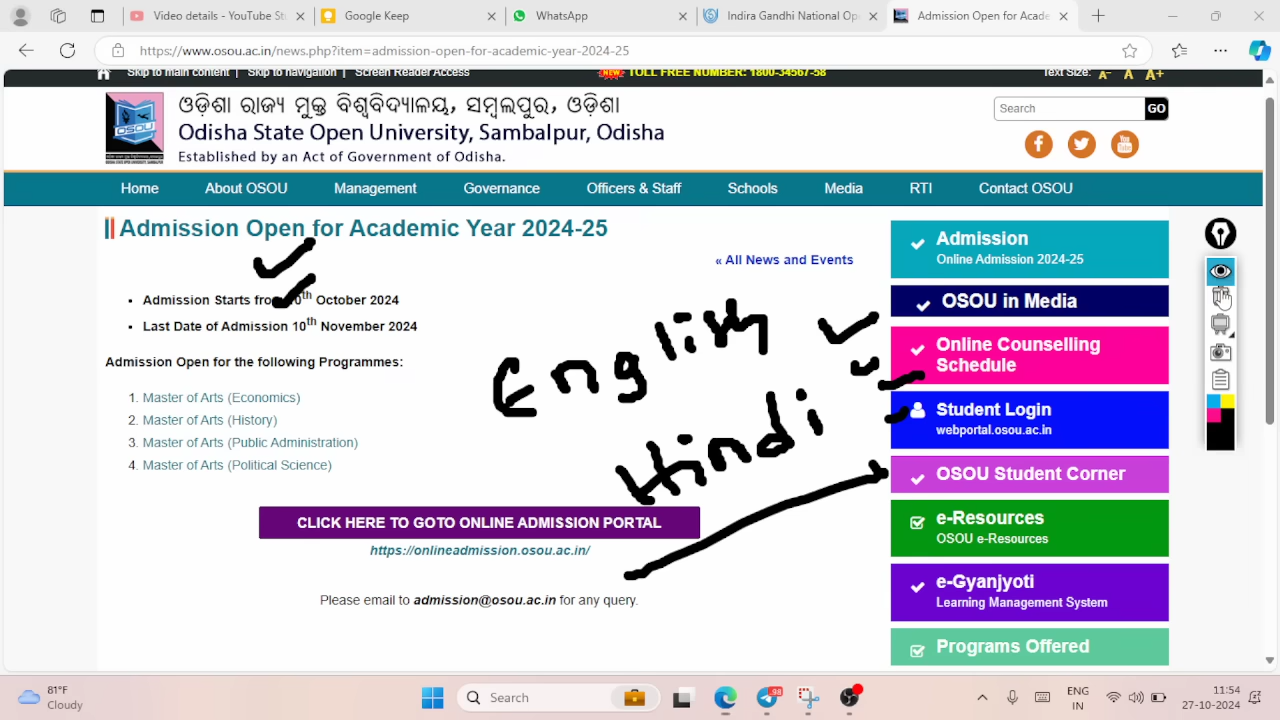 Video details - YouTube St
Google Keep
WhatsApp
Indira Gandhi National Ope
Admission Open for Acade
https://www.osou.ac.in/news.php?item=admission-open-for-academic-year-2024-25
Skip to main content | Skip to navigation | Screen Reader Access
NEW TOLL FREE NUMBER: 1800-34567-58
Text Size: A- A A+
ଓଡ଼ିଶା ରାଜ୍ୟ ମୁକ୍ତ ବିଶ୍ୱବିଦ୍ୟାଳୟ, ସମ୍ବଲପୁର, ଓଡ଼ିଶା
Odisha State Open University, Sambalpur, Odisha
Established by an Act of Government of Odisha.
OSOU
Search GO
Home About OSOU Management Governance Officers & Staff Schools Media RTI Contact OSOU
Admission Open for Academic Year 2024-25
« All News and Events
• Admission Starts from 10th October 2024
• Last Date of Admission 10th November 2024
Admission Open for the following Programmes:
1. Master of Arts (Economics)
2. Master of Arts (History)
3. Master of Arts (Public Administration)
4. Master of Arts (Political Science)
English
Hindi
CLICK HERE TO GOTO ONLINE ADMISSION PORTAL
https://onlineadmission.osou.ac.in/
Please email to admission@osou.ac.in for any query.
Admission
Online Admission 2024-25
OSOU in Media
Online Counselling
Schedule
Student Login
webportal.osou.ac.in
OSOU Student Corner
e-Resources
OSOU e-Resources
e-Gyanjyoti
Learning Management System
Programs Offered
81°F
Cloudy
Search
98
ENG
IN
11:54
27-10-2024